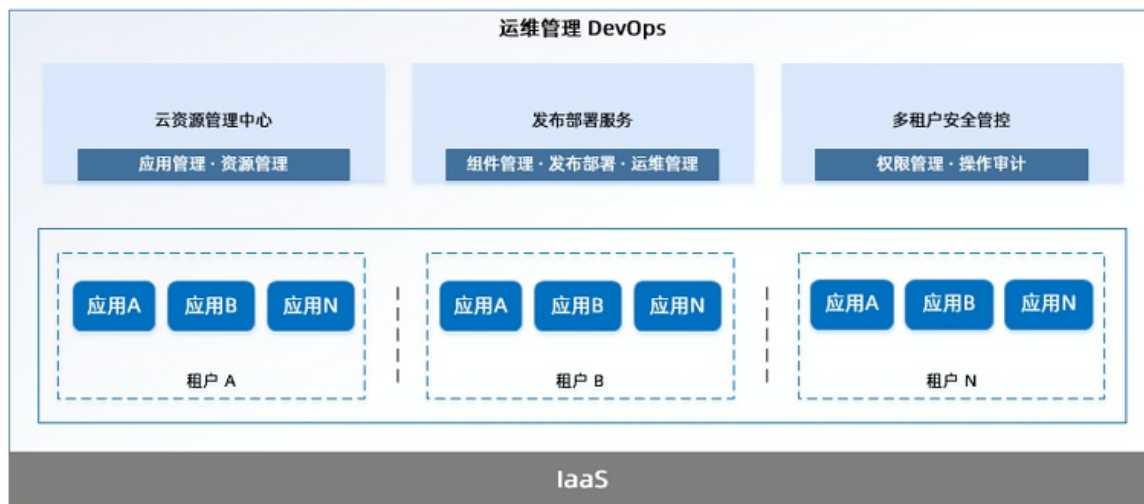 运维管理 DevOps
云资源管理中心
应用管理·资源管理
发布部署服务
组件管理·发布部署·运维管理
多租户安全管控
权限管理·操作审计
应用A 应用B 应用N
租户 A
应用A 应用B 应用N
租户 B
应用A 应用B 应用N
租户 N
IaaS